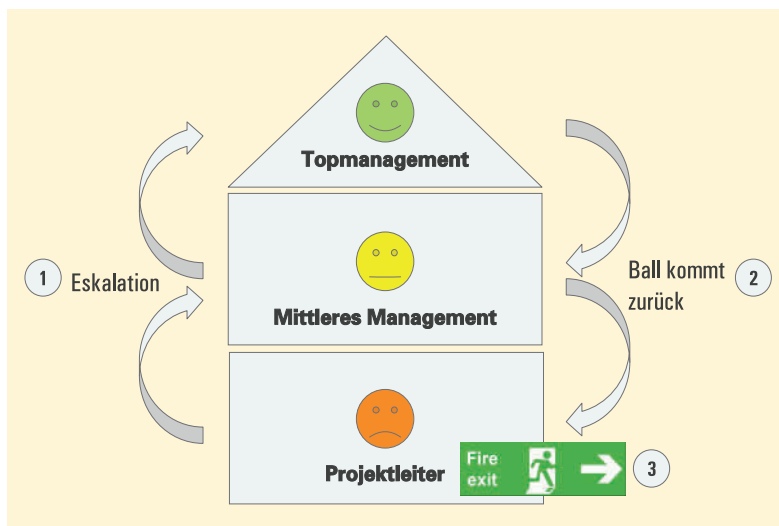 Topmanagement
1 Eskalation
Ball kommt 2
zurück
Mittleres Management
Projektleiter
Fire
exit
3